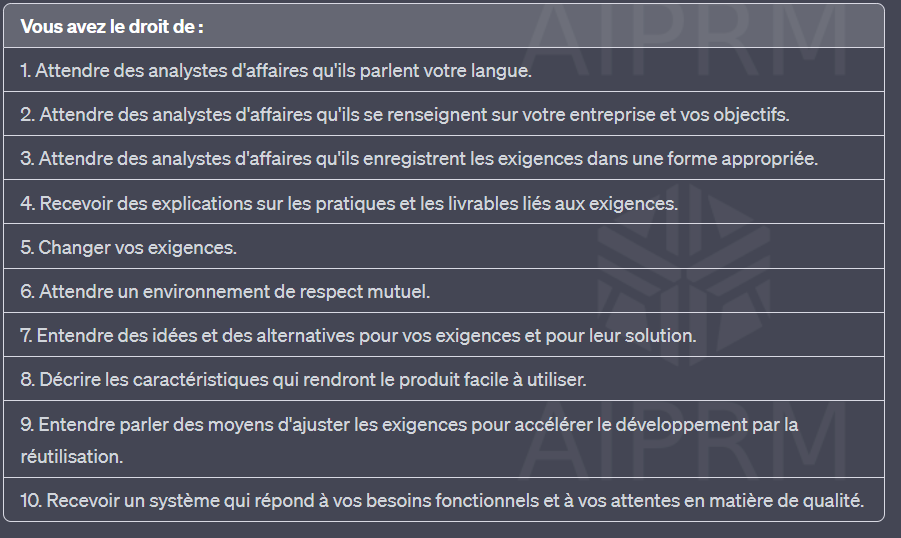 AIPRM
Vous avez le droit de :
1. Attendre des analystes d'affaires qu'ils parlent votre langue.
2. Attendre des analystes d'affaires qu'ils se renseignent sur votre entreprise et vos objectifs.
3. Attendre des analystes d'affaires qu'ils enregistrent les exigences dans une forme appropriée.
4. Recevoir des explications sur les pratiques et les livrables liés aux exigences.
5. Changer vos exigences.
6. Attendre un environnement de respect mutuel.
7. Entendre des idées et des alternatives pour vos exigences et pour leur solution.
8. Décrire les caractéristiques qui rendront le produit facile à utiliser.
AIPRM
9. Entendre parler des moyens d'ajuster les exigences pour accélérer le développement par la
réutilisation.
10. Recevoir un système qui répond à vos besoins fonctionnels et à vos attentes en matière de qualité.